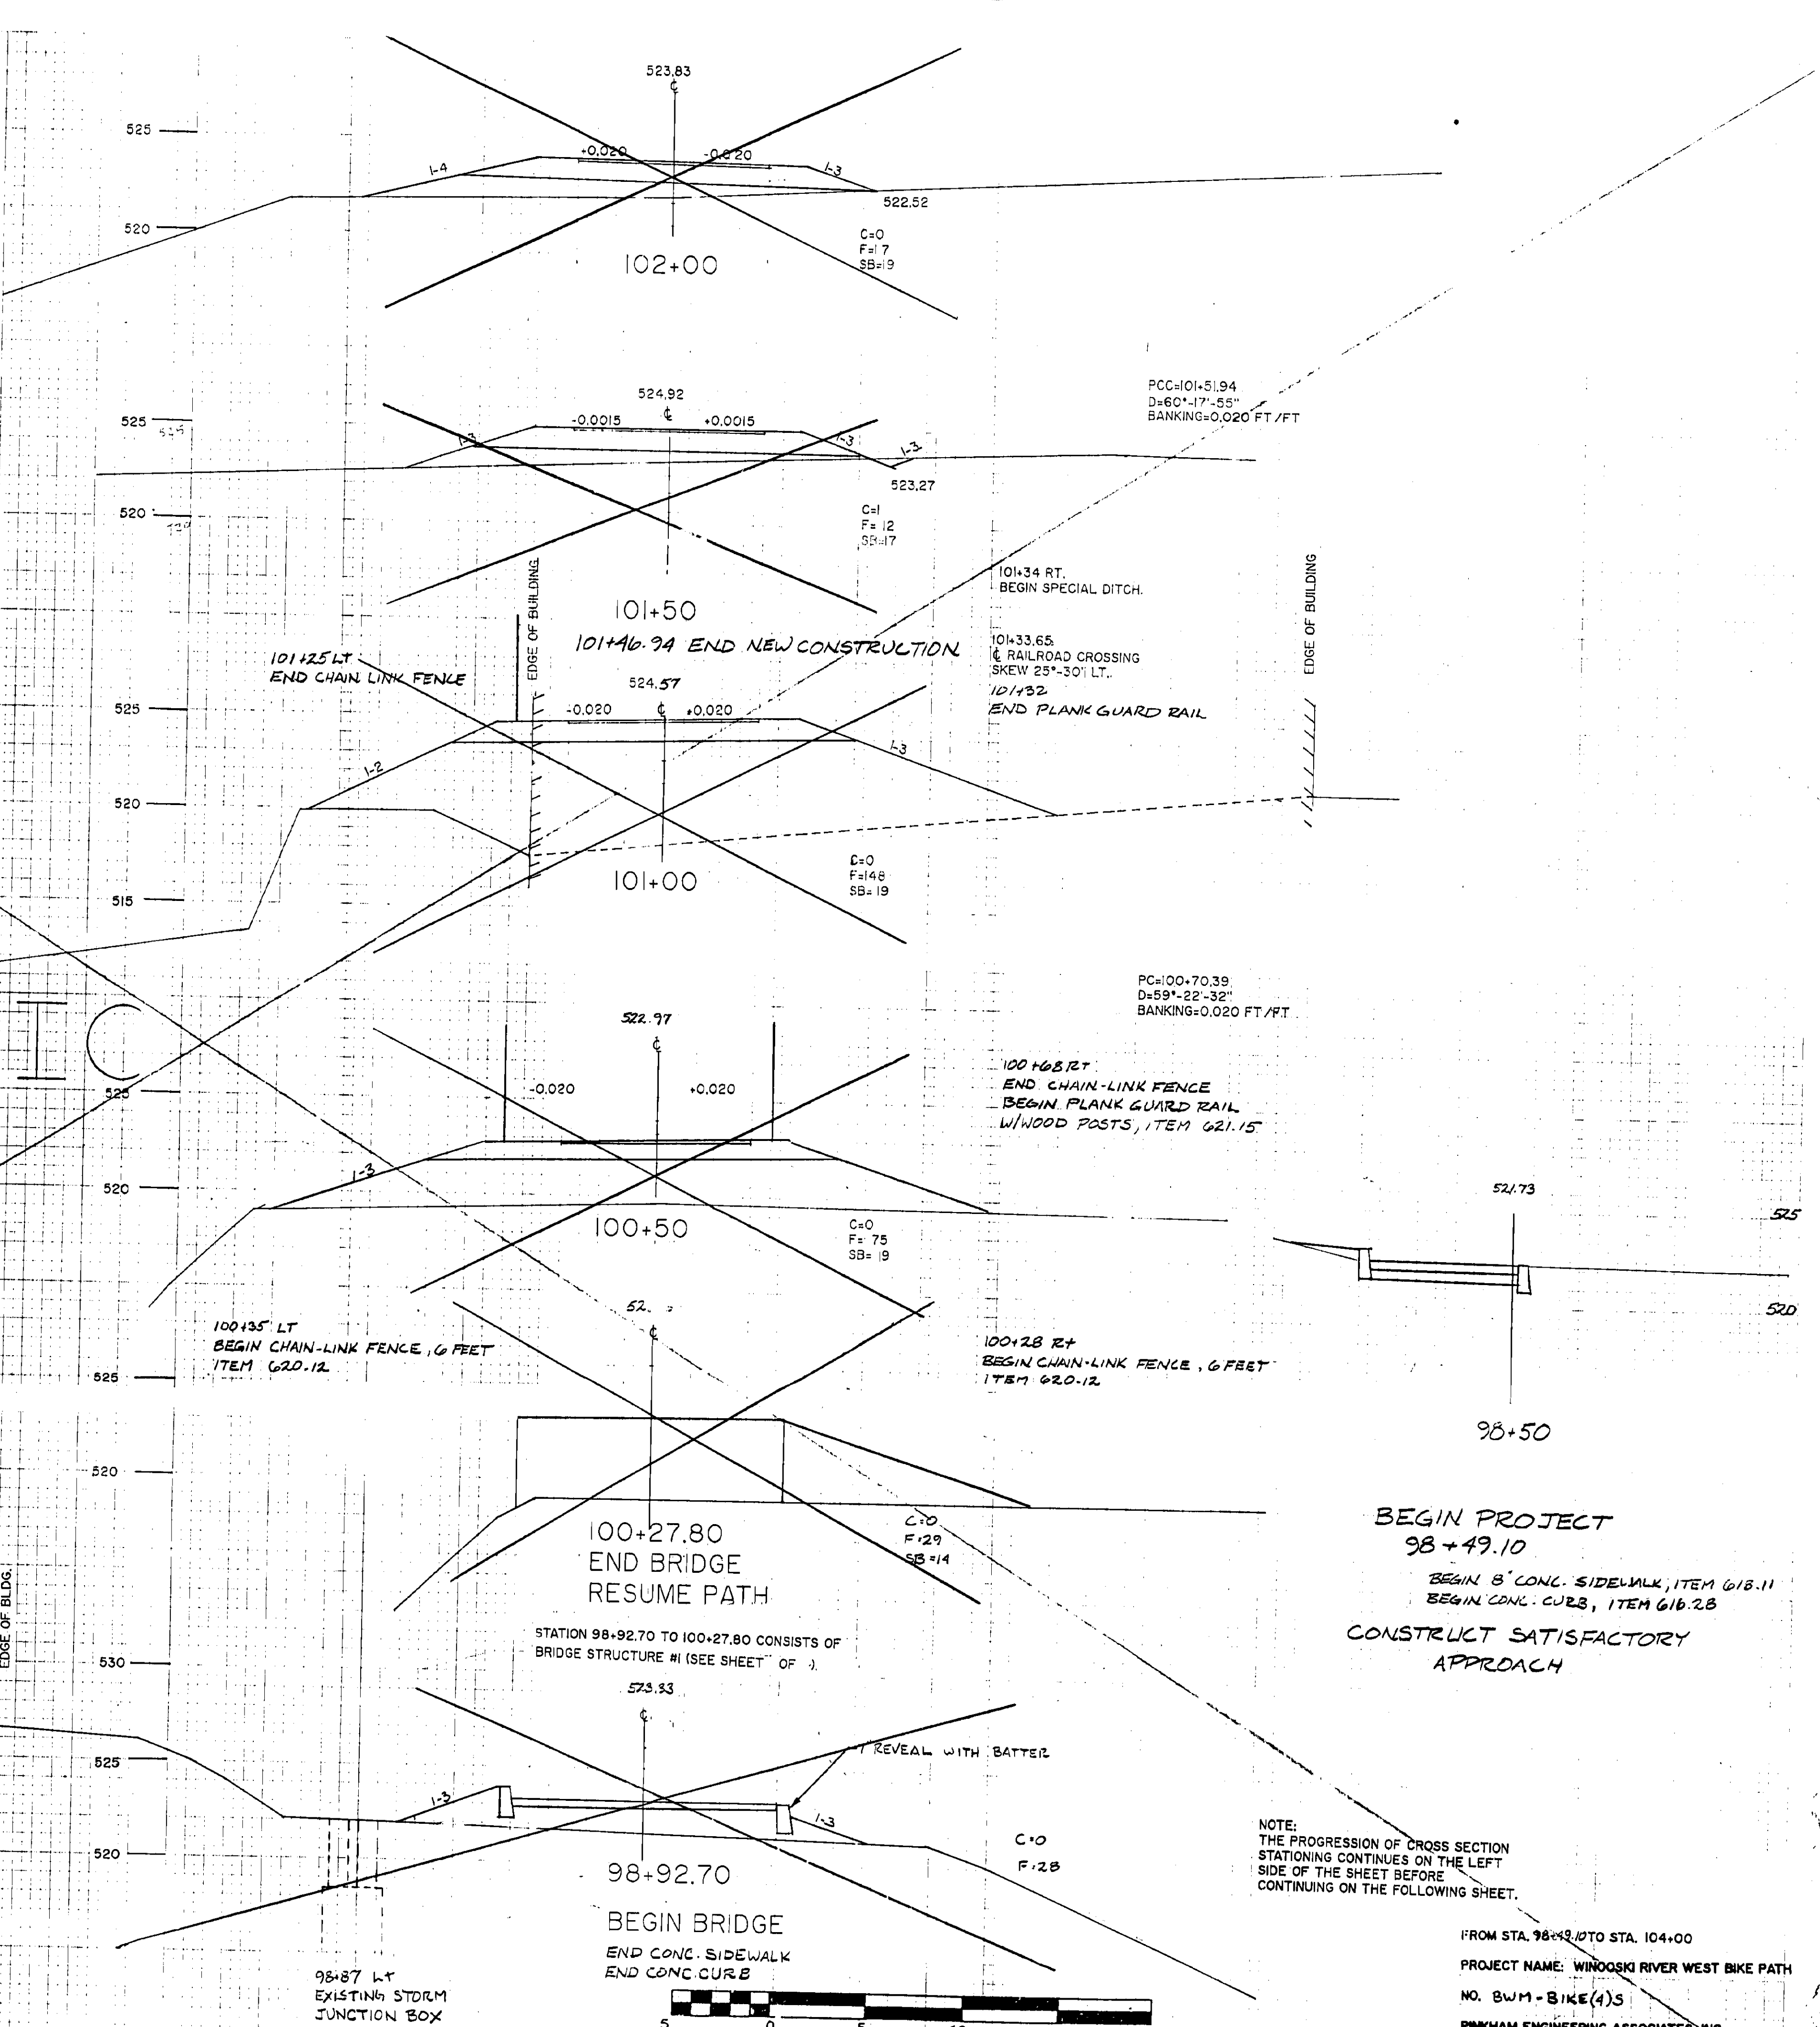 523.83
℄
525
+0.020
-0.020
1-4
1-3
522.52
520
C=0
F=17
SB=19
102+00
PCC=101+51.94
D=60°-17'-55"
BANKING=0.020 FT/FT
524.92
℄
525
525
-0.0015
+0.0015
1-3
1-3
1-3
523.27
520
C=1
F=12
SB=17
EDGE OF BUILDING
EDGE OF BUILDING
101+34 RT.
BEGIN SPECIAL DITCH.
101+50
101+46.94 END NEW CONSTRUCTION
101+33.65
℄ RAILROAD CROSSING
SKEW 25°-30' LT.
101+32
END PLANK GUARD RAIL
101+25 LT
END CHAIN LINK FENCE
524.57
525
-0.020
℄
+0.020
1-3
1-2
520
C=0
F=148
SB=19
101+00
515
PC=100+70.39
D=59°-22'-32"
BANKING=0.020 FT/FT
IC
522.97
℄
525
-0.020
+0.020
100+68 RT
END CHAIN-LINK FENCE
BEGIN PLANK GUARD RAIL
W/WOOD POSTS, ITEM 621.15
1-3
520
100+50
C=0
F=75
SB=19
521.73
525
520
98+50
100+35 LT
BEGIN CHAIN-LINK FENCE, 6 FEET
ITEM 620.12
℄
100+28 Rt
BEGIN CHAIN-LINK FENCE, 6 FEET
ITEM 620.12
525
520
C=0
F=29
SB=14
100+27.80
END BRIDGE
RESUME PATH
BEGIN PROJECT
98+49.10
BEGIN 8' CONC. SIDEWALK, ITEM 618.11
BEGIN CONC. CURB, ITEM 616.28
CONSTRUCT SATISFACTORY
APPROACH
EDGE OF BLDG.
STATION 98+92.70 TO 100+27.80 CONSISTS OF
BRIDGE STRUCTURE #1 (SEE SHEET OF ).
530
523.33
℄
525
REVEAL WITH BATTER
1-3
1-3
520
C=0
F=28
98+92.70
BEGIN BRIDGE
END CONC. SIDEWALK
END CONC. CURB
98+87 Lt
EXISTING STORM
JUNCTION BOX
NOTE:
THE PROGRESSION OF CROSS SECTION
STATIONING CONTINUES ON THE LEFT
SIDE OF THE SHEET BEFORE
CONTINUING ON THE FOLLOWING SHEET.
FROM STA. 98+49.10 TO STA. 104+00
PROJECT NAME: WINOOSKI RIVER WEST BIKE PATH
NO. BWM-BIKE(4)S
PINKHAM ENGINEERING ASSOCIATES, INC.
5
0
5
10